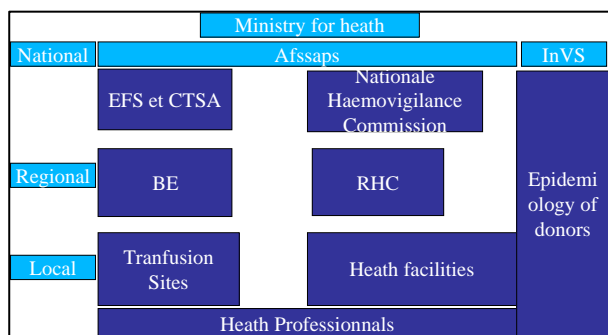 Ministry for heath
National
Afssaps
InVS
EFS et CTSA
Nationale
Haemovigilance
Commission
Regional
BE
RHC
Epidemi
ology of
donors
Local
Tranfusion
Sites
Heath facilities
Heath Professionnals